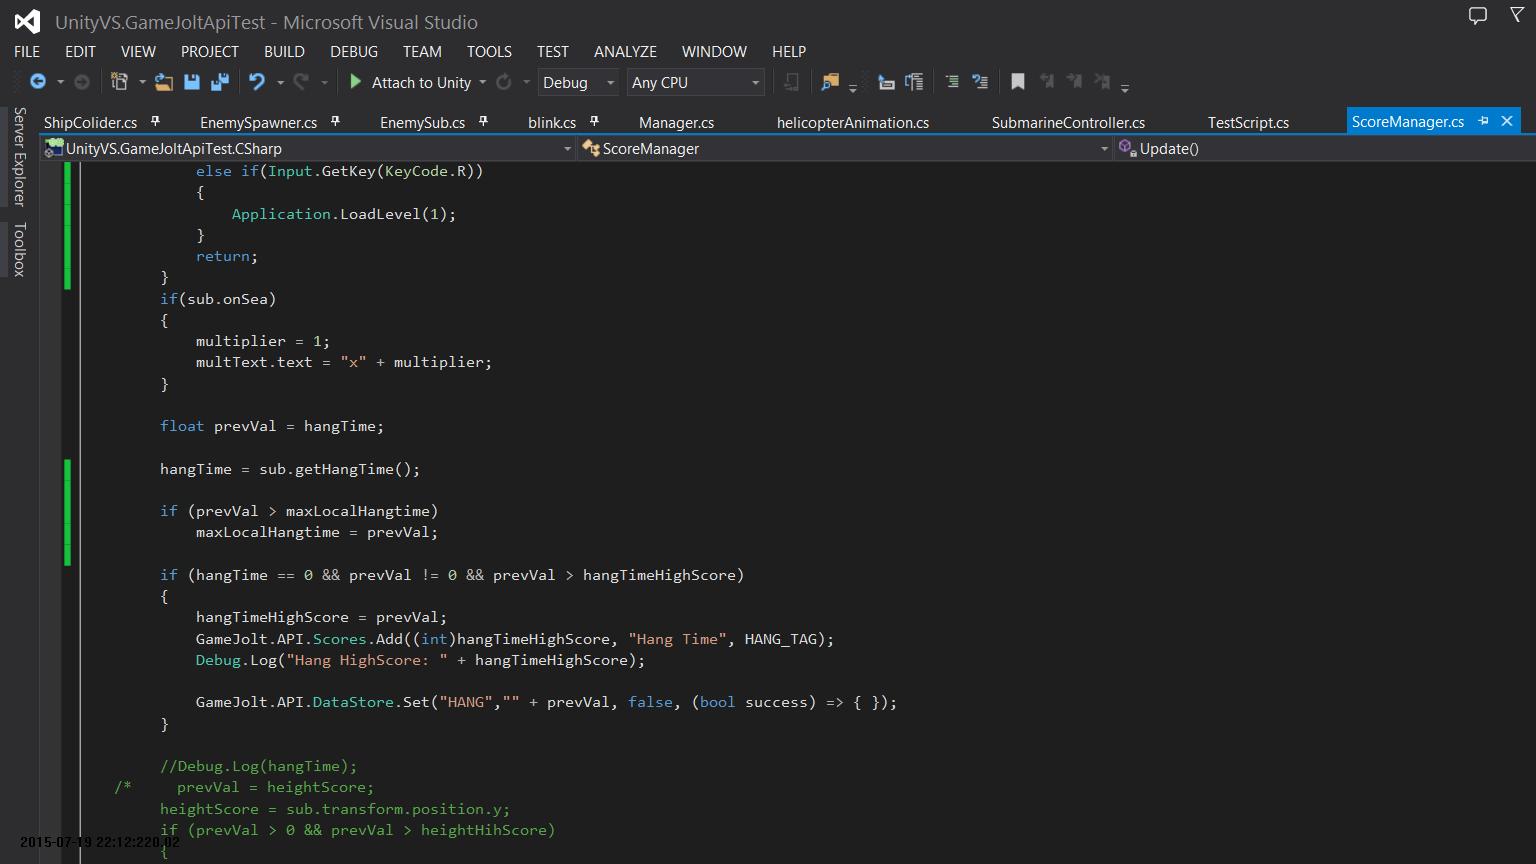 UnityVS.GameJoltApiTest - Microsoft Visual Studio
FILE EDIT VIEW PROJECT BUILD DEBUG TEAM TOOLS TEST ANALYZE WINDOW HELP
Attach to Unity Debug Any CPU
Server Explorer
Toolbox
ShipColider.cs EnemySpawner.cs EnemySub.cs blink.cs Manager.cs helicopterAnimation.cs SubmarineController.cs TestScript.cs ScoreManager.cs
UnityVS.GameJoltApiTest.CSharp ScoreManager Update()
else if(Input.GetKey(KeyCode.R))
{
Application.LoadLevel(1);
}
return;
}
if(sub.onSea)
{
multiplier = 1;
multText.text = "x" + multiplier;
}
float prevVal = hangTime;
hangTime = sub.getHangTime();
if (prevVal > maxLocalHangtime)
maxLocalHangtime = prevVal;
if (hangTime == 0 && prevVal != 0 && prevVal > hangTimeHighScore)
{
hangTimeHighScore = prevVal;
GameJolt.API.Scores.Add((int)hangTimeHighScore, "Hang Time", HANG_TAG);
Debug.Log("Hang HighScore: " + hangTimeHighScore);
GameJolt.API.DataStore.Set("HANG","" + prevVal, false, (bool success) => { });
}
//Debug.Log(hangTime);
/* prevVal = heightScore;
heightScore = sub.transform.position.y;
if (prevVal > 0 && prevVal > heightHihScore)
2015-07-19 22:12:220.02
{